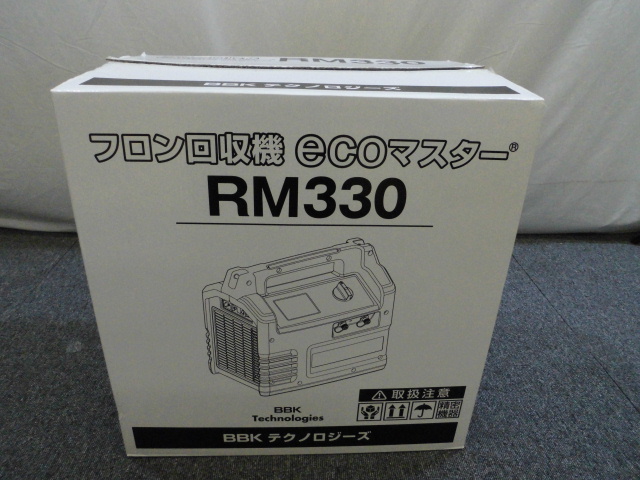 RM330
BBK テクノロジーズ
フロン回収機 ecoマスター®
RM330
BBK
Technologies
⚠ 取扱注意
精密
機器
BBK テクノロジーズ